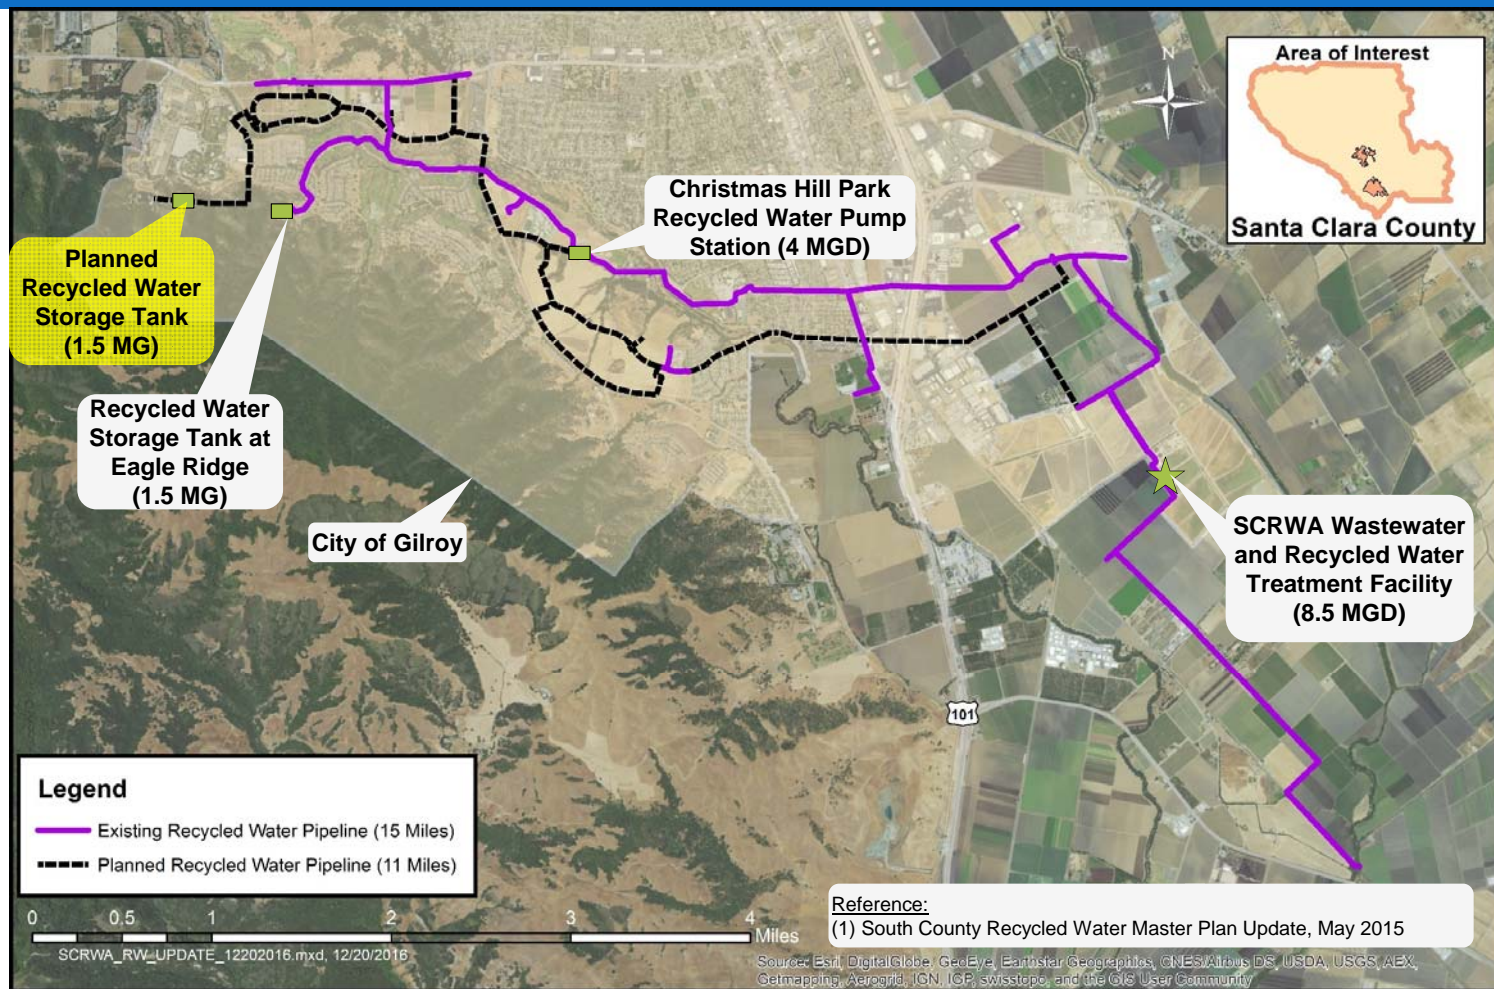 Area of Interest
Santa Clara County
N
Christmas Hill Park
Recycled Water Pump
Station (4 MGD)
Planned
Recycled Water
Storage Tank
(1.5 MG)
Recycled Water
Storage Tank at
Eagle Ridge
(1.5 MG)
City of Gilroy
SCRWA Wastewater
and Recycled Water
Treatment Facility
(8.5 MGD)
101
Legend
Existing Recycled Water Pipeline (15 Miles)
Planned Recycled Water Pipeline (11 Miles)
0 0.5 1 2 3 4
Miles
SCRWA_RW_UPDATE_12202016.mxd, 12/20/2016
Reference:
(1) South County Recycled Water Master Plan Update, May 2015
Source: Esri, DigitalGlobe, GeoEye, Earthstar Geographics, CNES/Airbus DS, USDA, USGS, AEX,
Getmapping, Aerogrid, IGN, IGP, swisstopo, and the GIS User Community